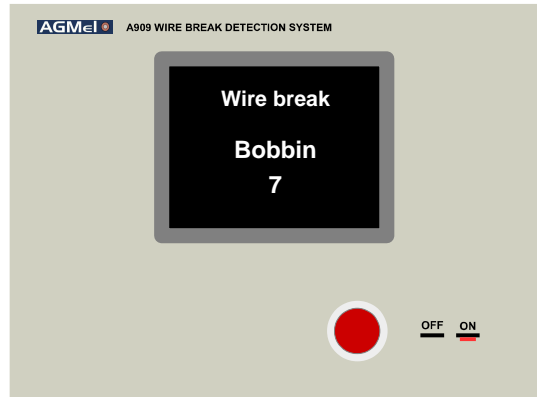 AGMel A909 WIRE BREAK DETECTION SYSTEM
Wire break
Bobbin
7
OFF ON